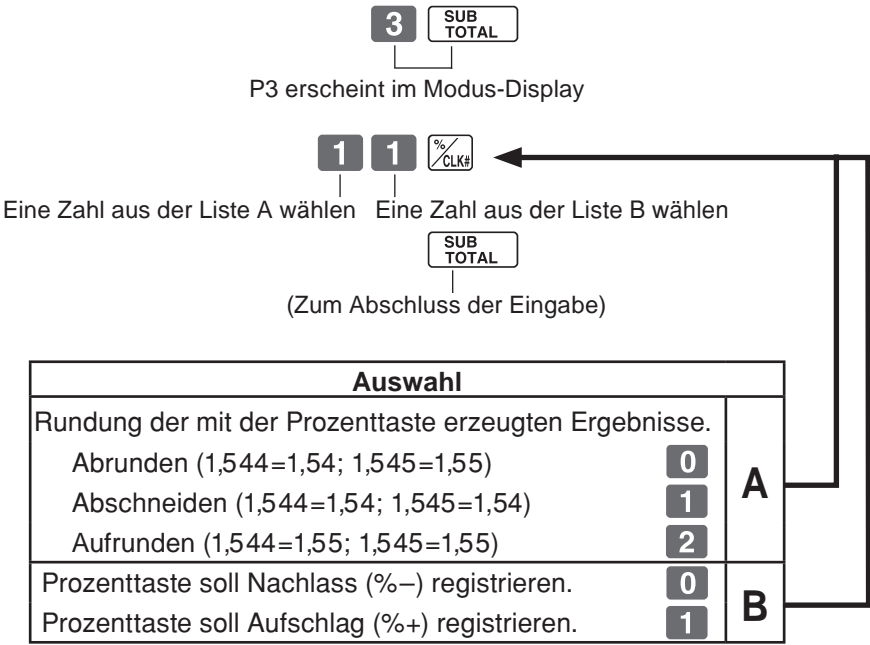 3 SUB TOTAL
P3 erscheint im Modus-Display
1 1 %/CLK#
Eine Zahl aus der Liste A wählen Eine Zahl aus der Liste B wählen
SUB TOTAL
(Zum Abschluss der Eingabe)
Auswahl
Rundung der mit der Prozenttaste erzeugten Ergebnisse.
Abrunden (1,544=1,54; 1,545=1,55) 0
Abschneiden (1,544=1,54; 1,545=1,54) 1
Aufrunden (1,544=1,55; 1,545=1,55) 2
A
Prozenttaste soll Nachlass (%−) registrieren. 0
Prozenttaste soll Aufschlag (%+) registrieren. 1
B